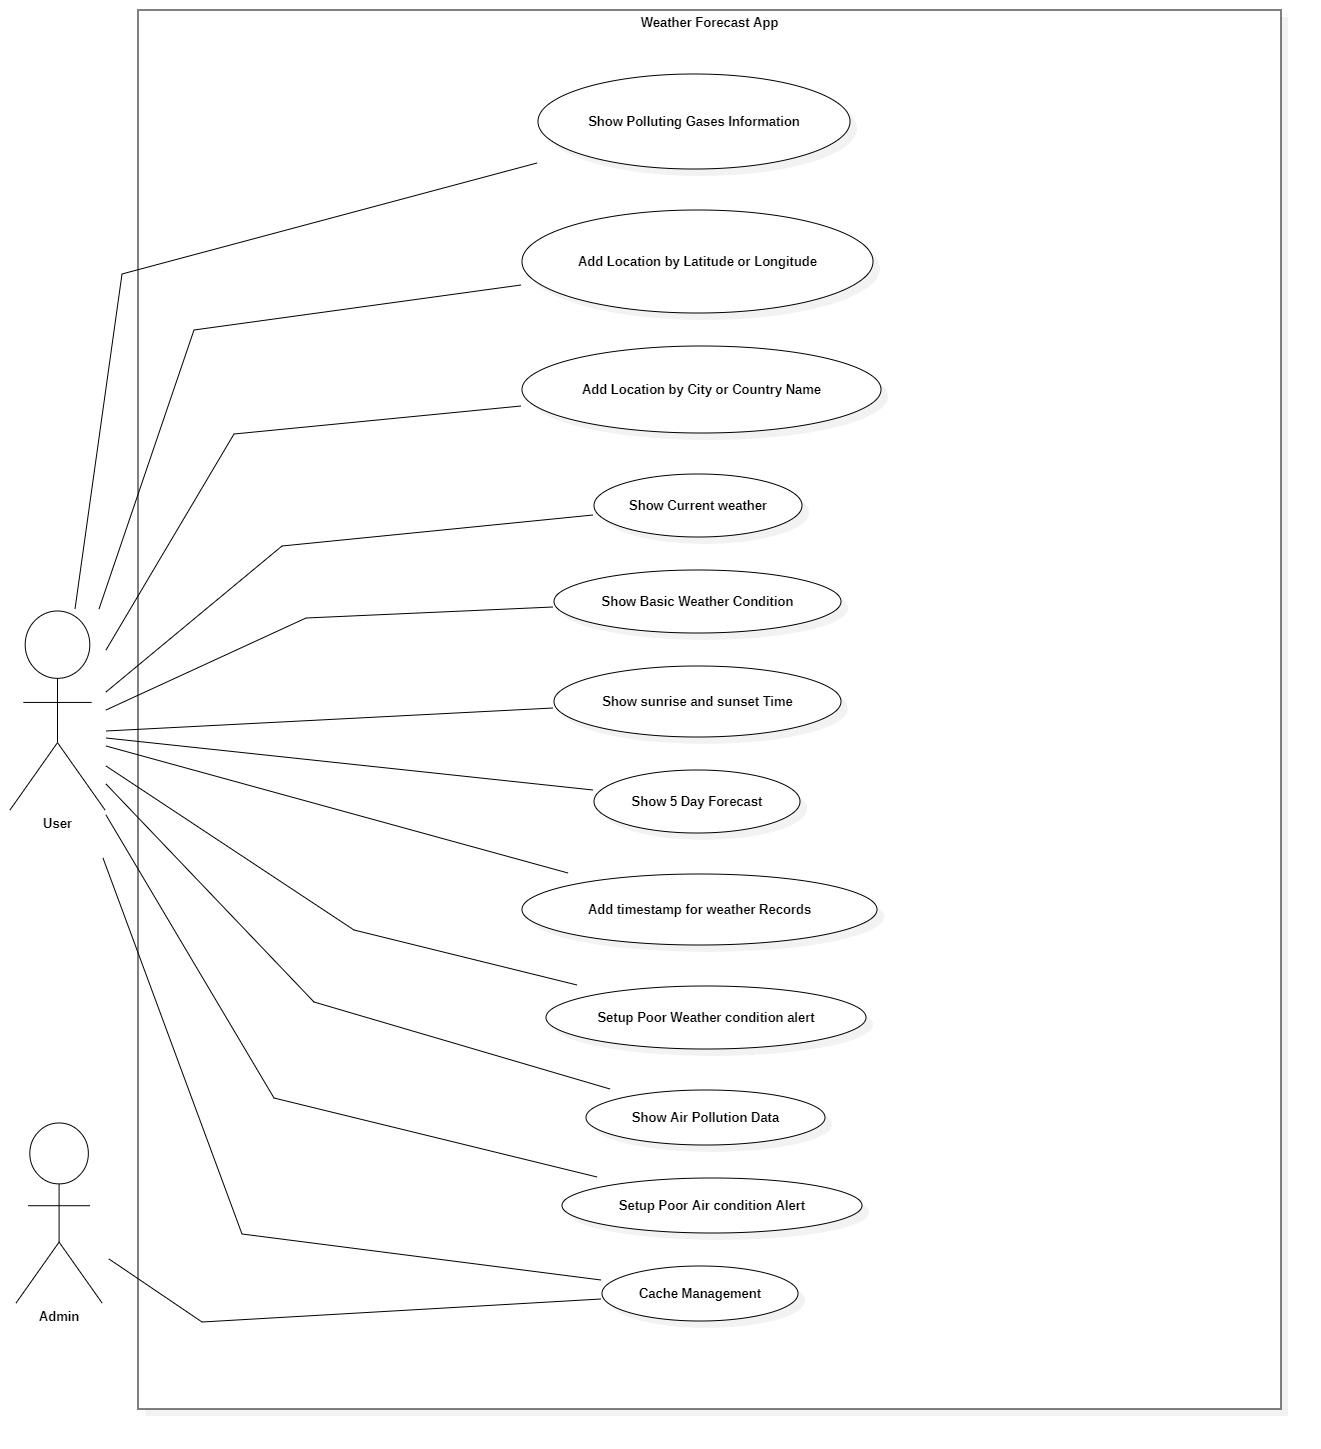 Weather Forecast App
Show Polluting Gases Information
Add Location by Latitude or Longitude
Add Location by City or Country Name
Show Current weather
Show Basic Weather Condition
Show sunrise and sunset Time
Show 5 Day Forecast
User
Add timestamp for weather Records
Setup Poor Weather condition alert
Show Air Pollution Data
Setup Poor Air condition Alert
Cache Management
Admin